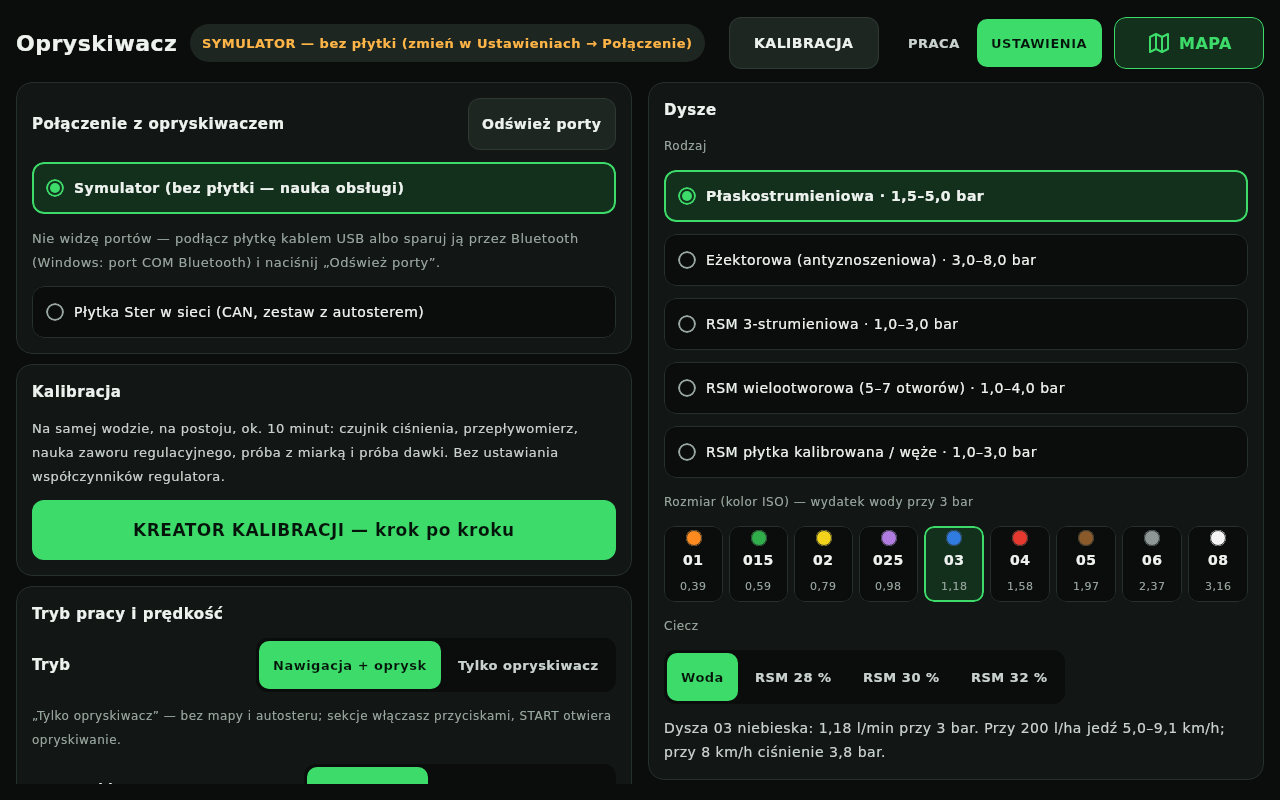 Opryskiwacz
SYMULATOR — bez płytki (zmień w Ustawieniach → Połączenie)
KALIBRACJA
PRACA
USTAWIENIA
MAPA
Połączenie z opryskiwaczem
Odśwież porty
Symulator (bez płytki — nauka obsługi)
Nie widzę portów — podłącz płytkę kablem USB albo sparuj ją przez Bluetooth
(Windows: port COM Bluetooth) i naciśnij „Odśwież porty”.
Płytka Ster w sieci (CAN, zestaw z autosterem)
Kalibracja
Na samej wodzie, na postoju, ok. 10 minut: czujnik ciśnienia, przepływomierz,
nauka zaworu regulacyjnego, próba z miarką i próba dawki. Bez ustawiania
współczynników regulatora.
KREATOR KALIBRACJI — krok po kroku
Tryb pracy i prędkość
Tryb
Nawigacja + oprysk
Tylko opryskiwacz
„Tylko opryskiwacz” — bez mapy i autosteru; sekcje włączasz przyciskami, START otwiera
opryskiwanie.
Dysze
Rodzaj
Płaskostrumieniowa · 1,5–5,0 bar
Eżektorowa (antyznoszeniowa) · 3,0–8,0 bar
RSM 3-strumieniowa · 1,0–3,0 bar
RSM wielootworowa (5–7 otworów) · 1,0–4,0 bar
RSM płytka kalibrowana / węże · 1,0–3,0 bar
Rozmiar (kolor ISO) — wydatek wody przy 3 bar
01 015 02 025 03 04 05 06 08
0,39 0,59 0,79 0,98 1,18 1,58 1,97 2,37 3,16
Ciecz
Woda
RSM 28 %
RSM 30 %
RSM 32 %
Dysza 03 niebieska: 1,18 l/min przy 3 bar. Przy 200 l/ha jedź 5,0–9,1 km/h;
przy 8 km/h ciśnienie 3,8 bar.